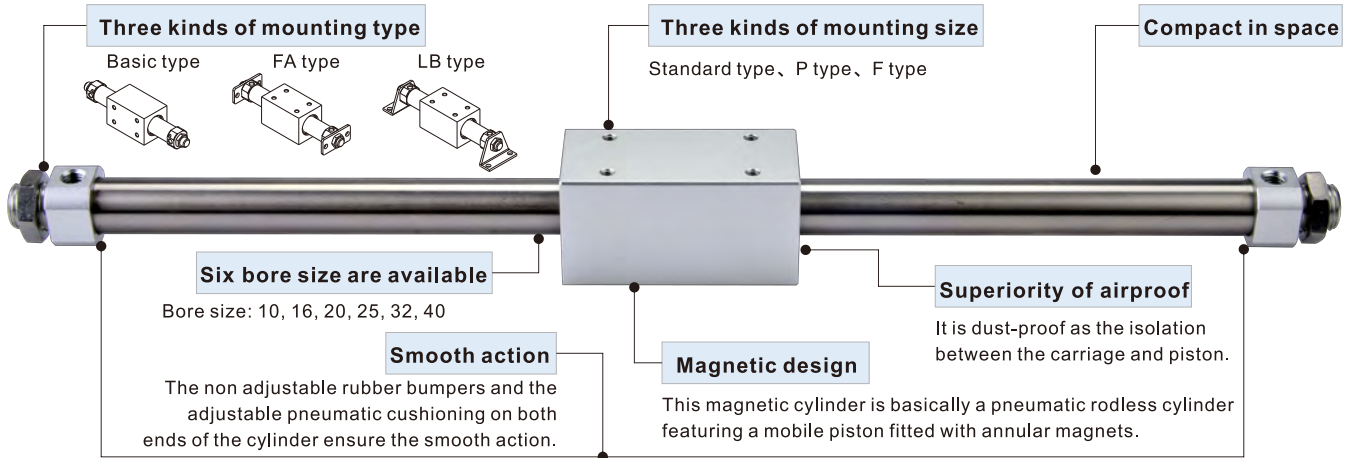 Three kinds of mounting type
Basic type
FA type
LB type
Three kinds of mounting size
Standard type、P type、F type
Compact in space
Six bore size are available
Bore size: 10, 16, 20, 25, 32, 40
Superiority of airproof
It is dust-proof as the isolation
between the carriage and piston.
Smooth action
The non adjustable rubber bumpers and the
adjustable pneumatic cushioning on both
ends of the cylinder ensure the smooth action.
Magnetic design
This magnetic cylinder is basically a pneumatic rodless cylinder
featuring a mobile piston fitted with annular magnets.